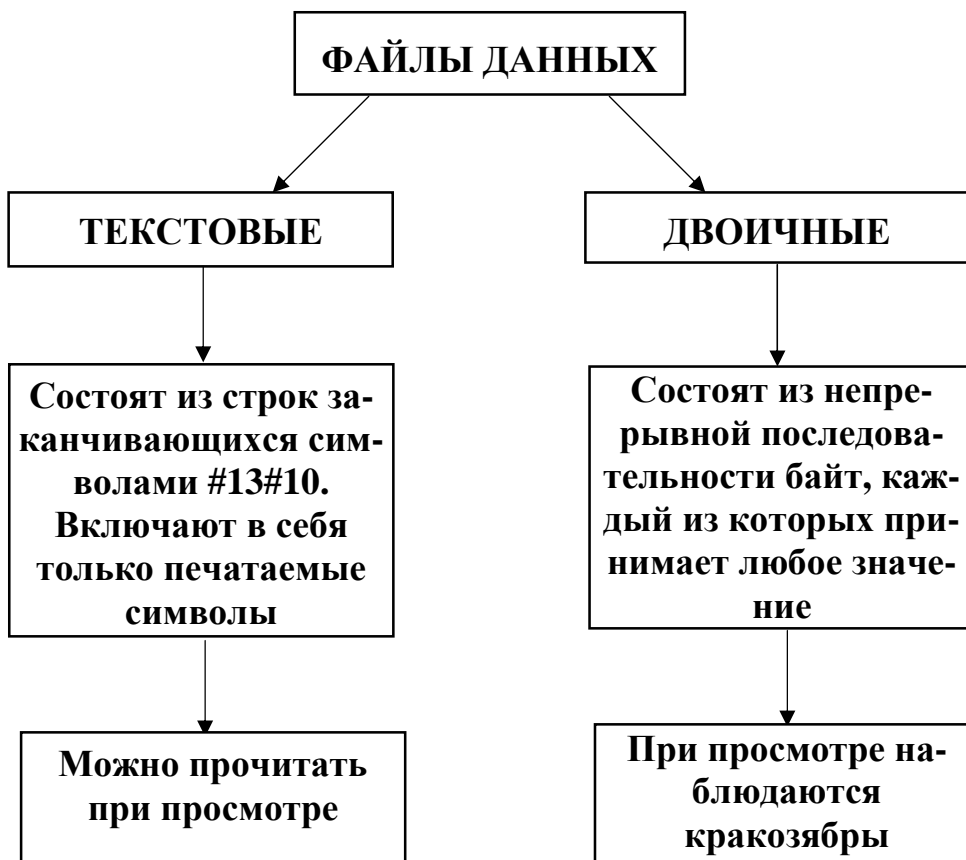 ФАЙЛЫ ДАННЫХ
ТЕКСТОВЫЕ
ДВОИЧНЫЕ
Состоят из строк за-
канчивающихся сим-
волами #13#10.
Включают в себя
только печатаемые
символы
Состоят из непре-
рывной последова-
тельности байт, каж-
дый из которых при-
нимает любое значе-
ние
Можно прочитать
при просмотре
При просмотре на-
блюдаются
кракозябры